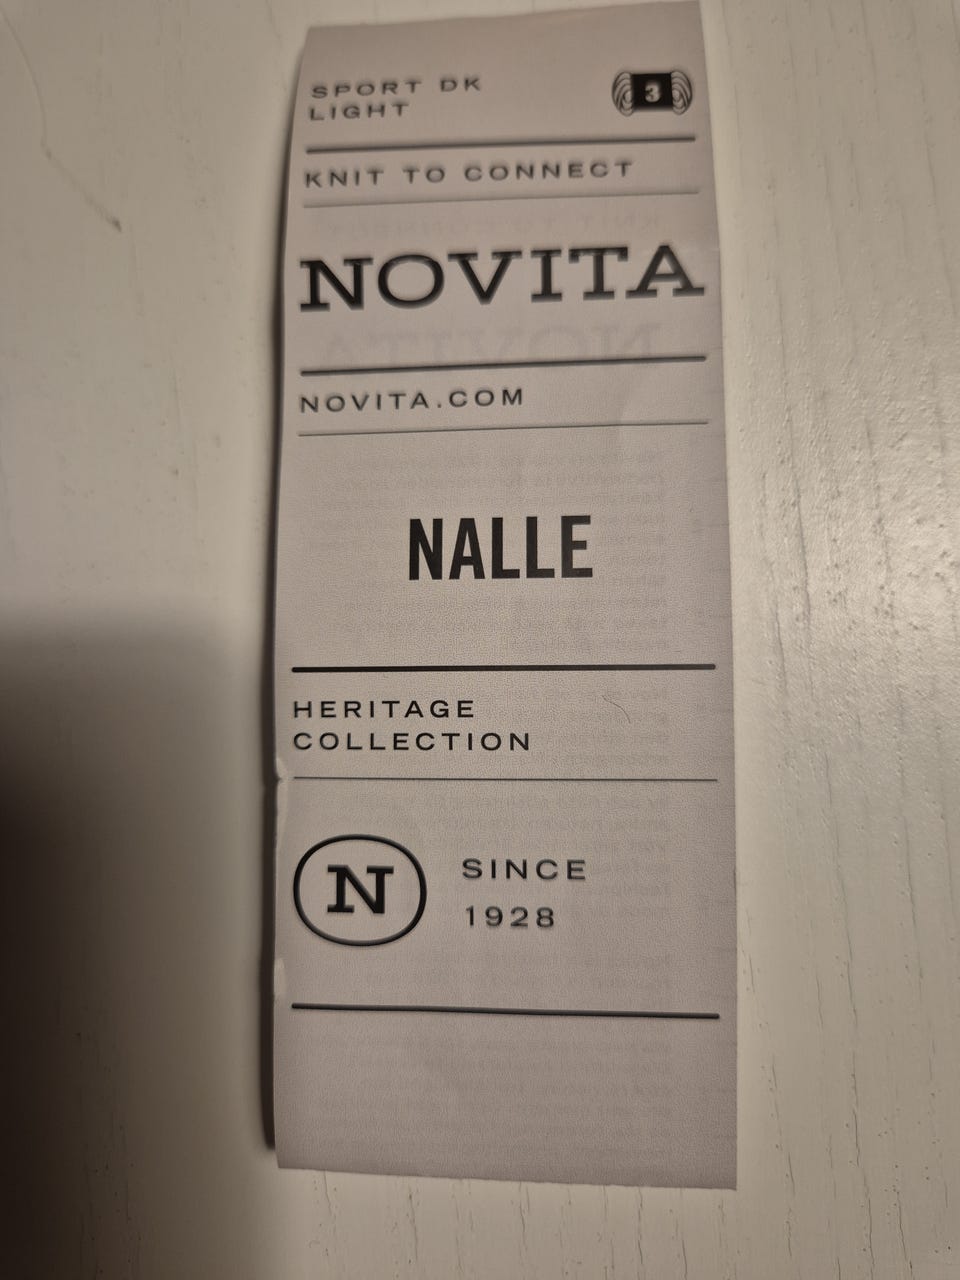 SPORT DK
LIGHT
3
KNIT TO CONNECT
NOVITA
NOVITA.COM
NALLE
HERITAGE
COLLECTION
N
SINCE
1928